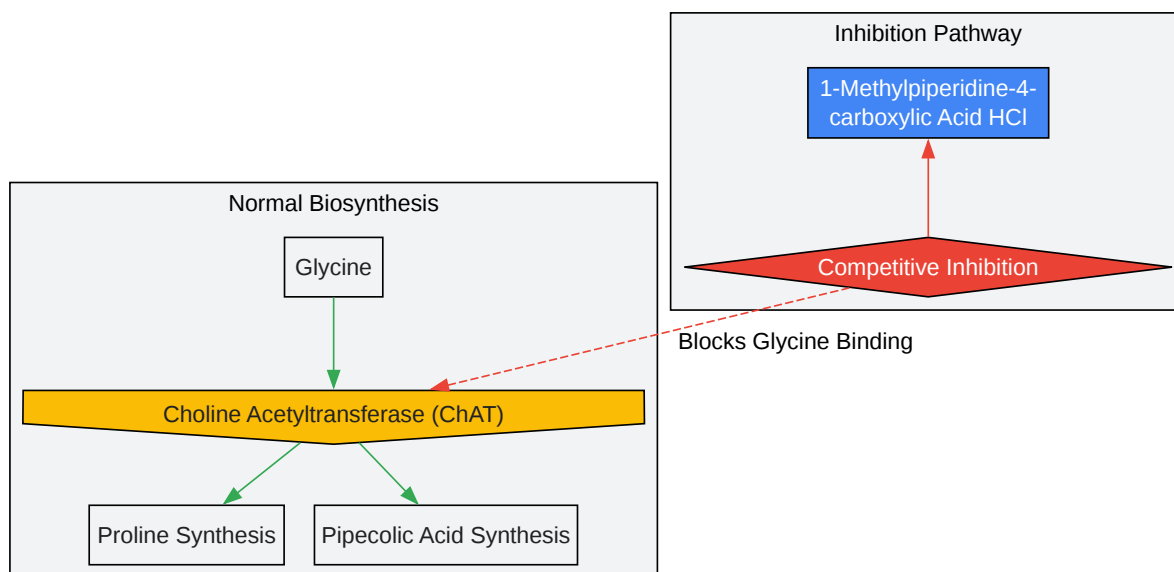 Inhibition Pathway
1-Methylpiperidine-4-
carboxylic Acid HCl
Competitive Inhibition
Blocks Glycine Binding
Normal Biosynthesis
Glycine
Choline Acetyltransferase (ChAT)
Proline Synthesis
Pipecolic Acid Synthesis